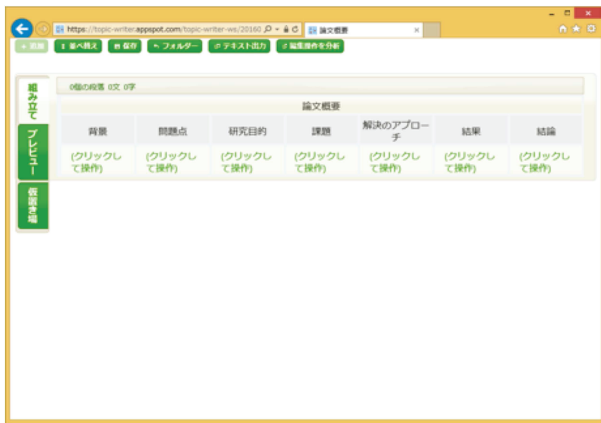 https://topic-writer.appspot.com/topic-writer-ws/20160
論文概要
+ 追加
並べ替え
保存
フォルダー
テキスト出力
編集操作を分析
組み立て
プレビュー
仮置き場
0個の段落 0文 0字
論文概要
背景 問題点 研究目的 課題 解決のアプローチ 結果 結論
(クリックして操作) (クリックして操作) (クリックして操作) (クリックして操作) (クリックして操作) (クリックして操作) (クリックして操作)